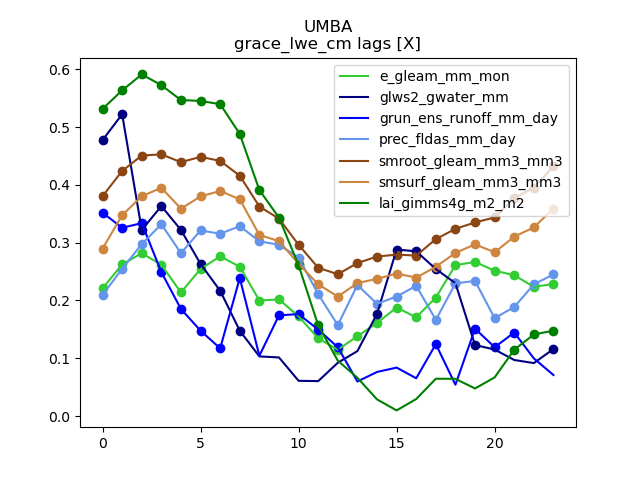 UMBA
grace_lwe_cm lags [X]
e_gleam_mm_mon
glws2_gwater_mm
grun_ens_runoff_mm_day
prec_fldas_mm_day
smroot_gleam_mm3_mm3
smsurf_gleam_mm3_mm3
lai_gimms4g_m2_m2
0.6
0.5
0.4
0.3
0.2
0.1
0.0
0 5 10 15 20